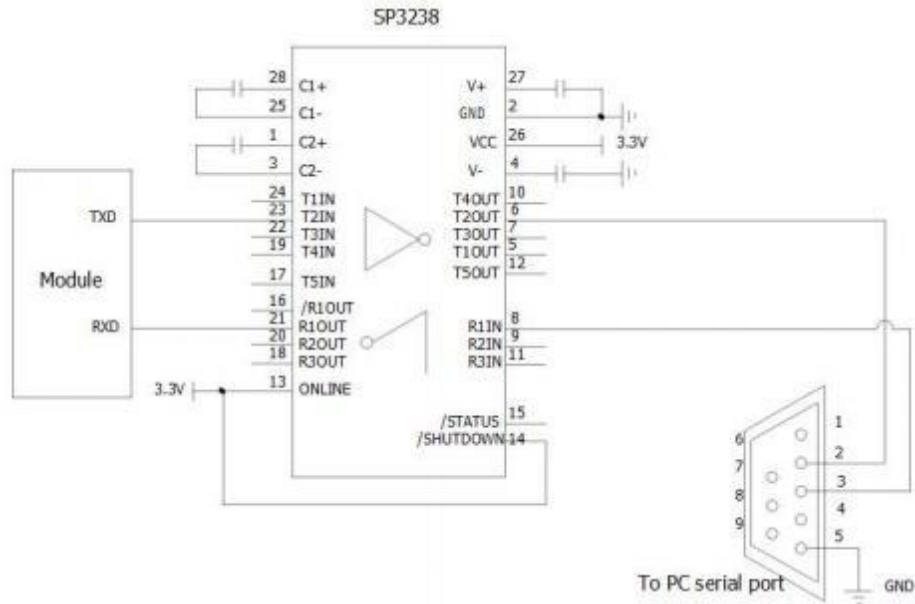 SP3238
28 C1+ V+ 27
25 C1- GND 2
1 C2+ VCC 26 3.3V
3 C2- V- 4
24 T1IN T4OUT 10
TXD 23 T2IN T2OUT 6
22 T3IN T3OUT 7
19 T4IN T1OUT 5
17 T5IN T5OUT 12
Module
16 /R1OUT
RXD 21 R1OUT R1IN 8
20 R2OUT R2IN 9
18 R3OUT R3IN 11
3.3V 13 ONLINE
/STATUS 15
/SHUTDOWN 14
1
6
2
7
3
8
4
9
5
To PC serial port GND